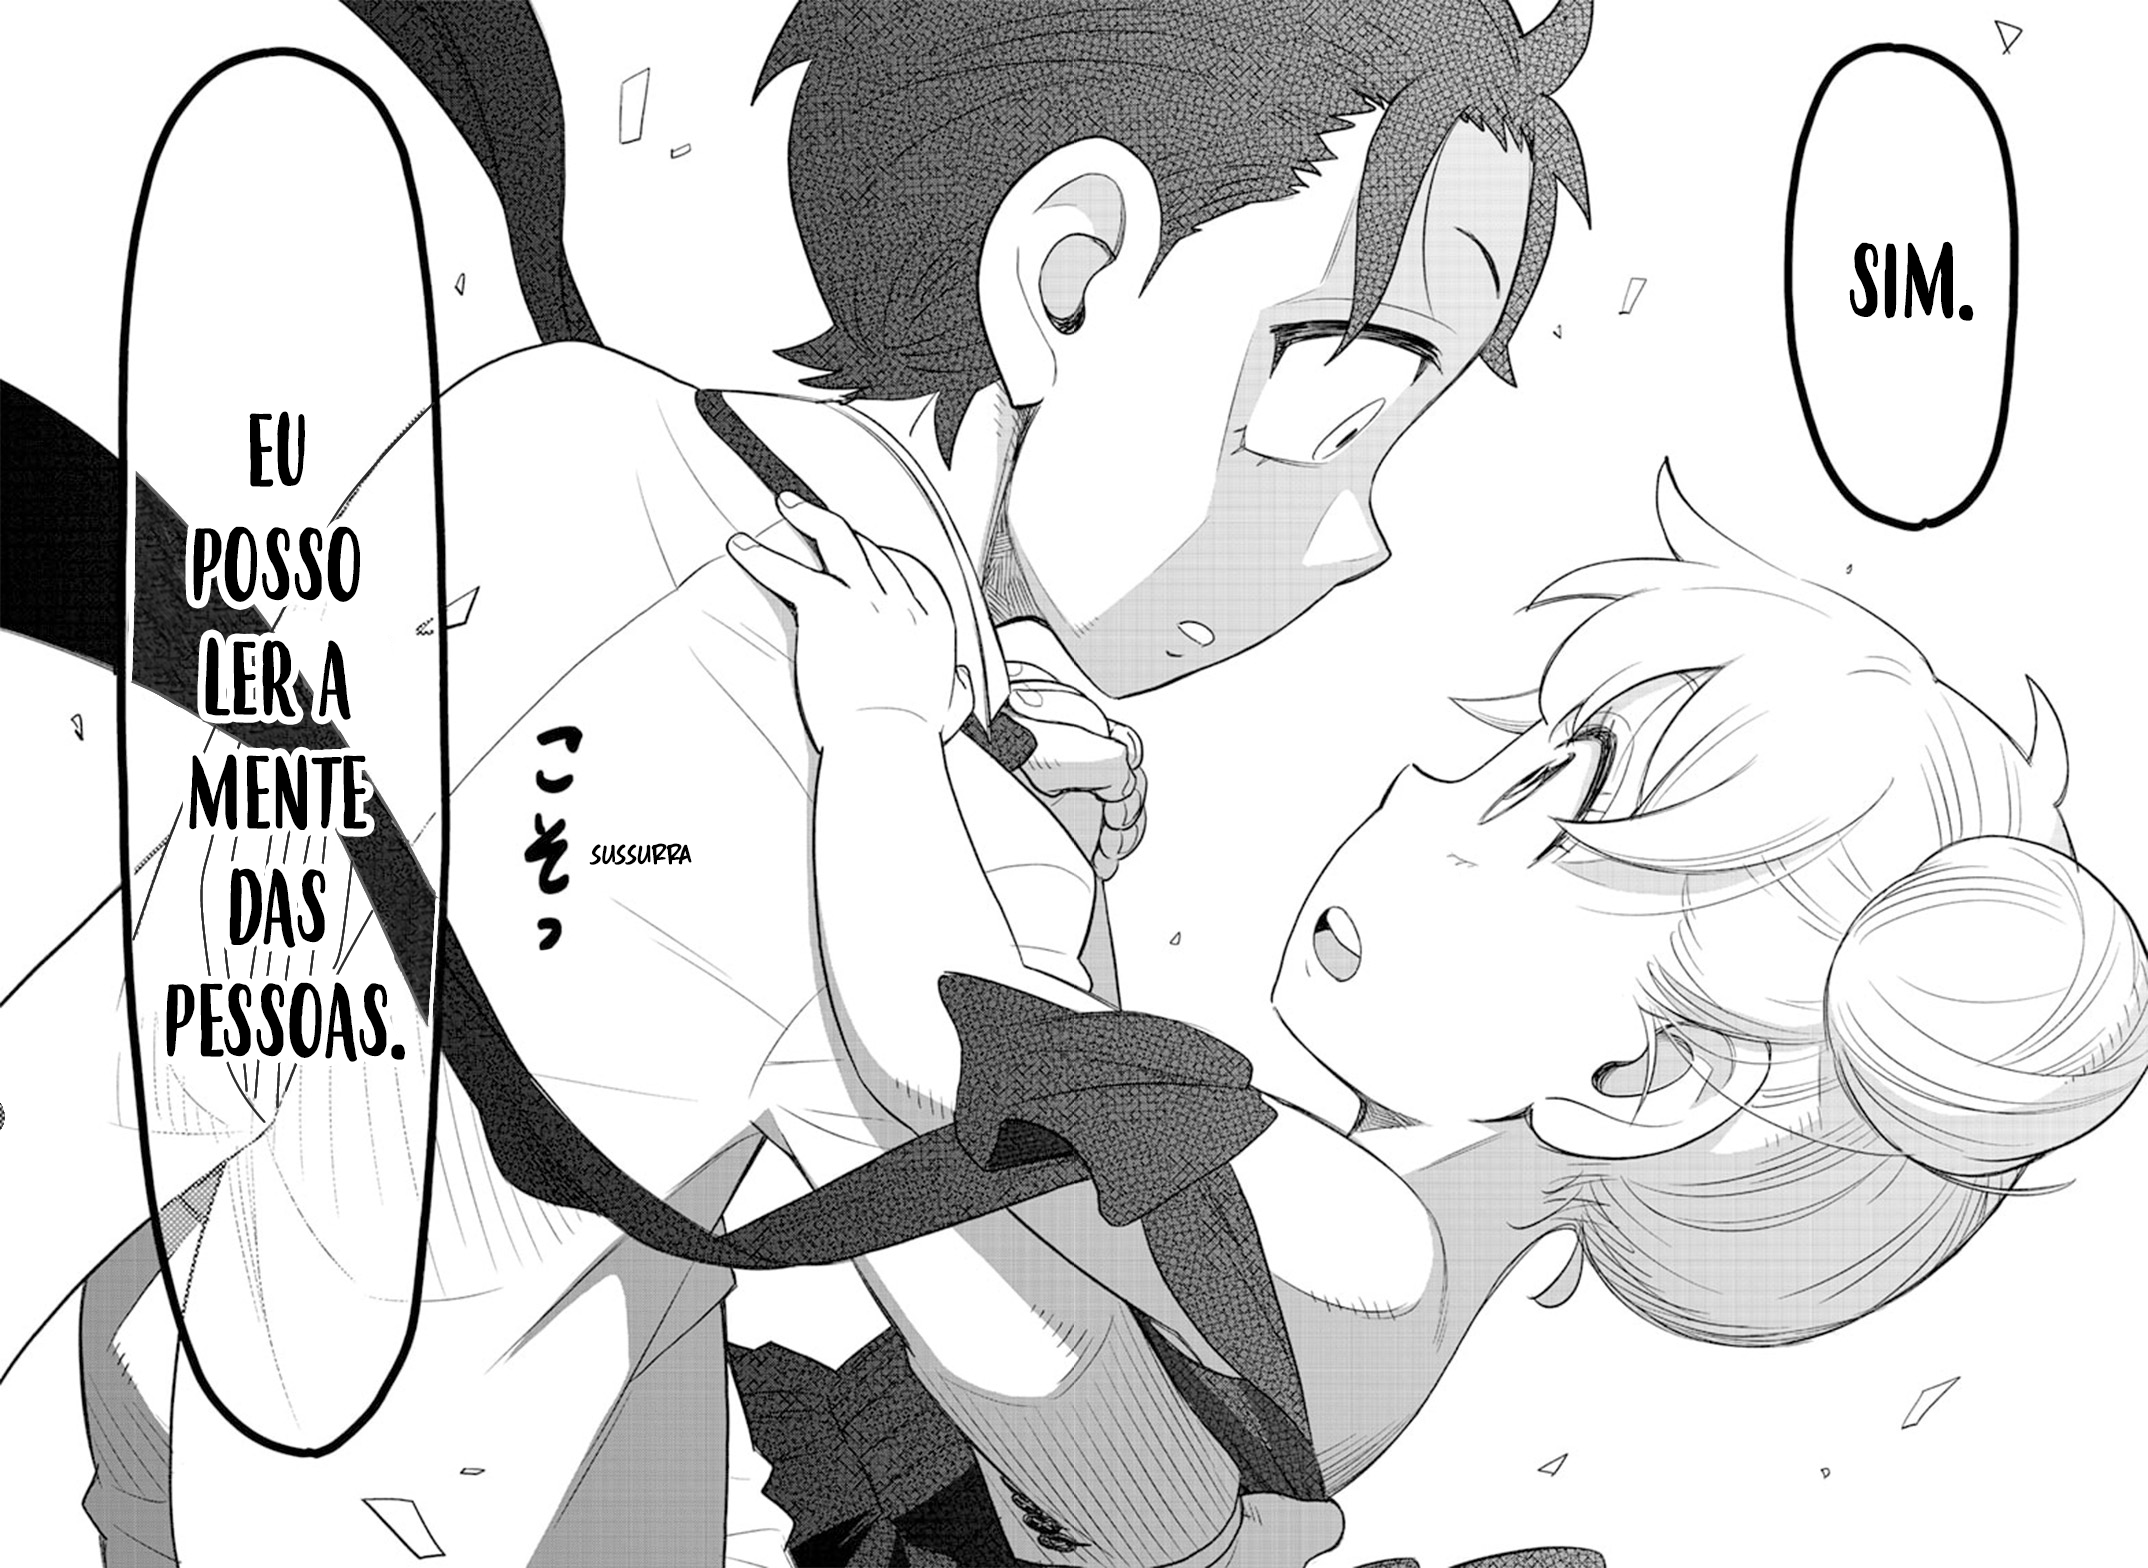 SIM.
EU
POSSO
LER A
MENTE
DAS
PESSOAS.
こそっ
SUSSURRA